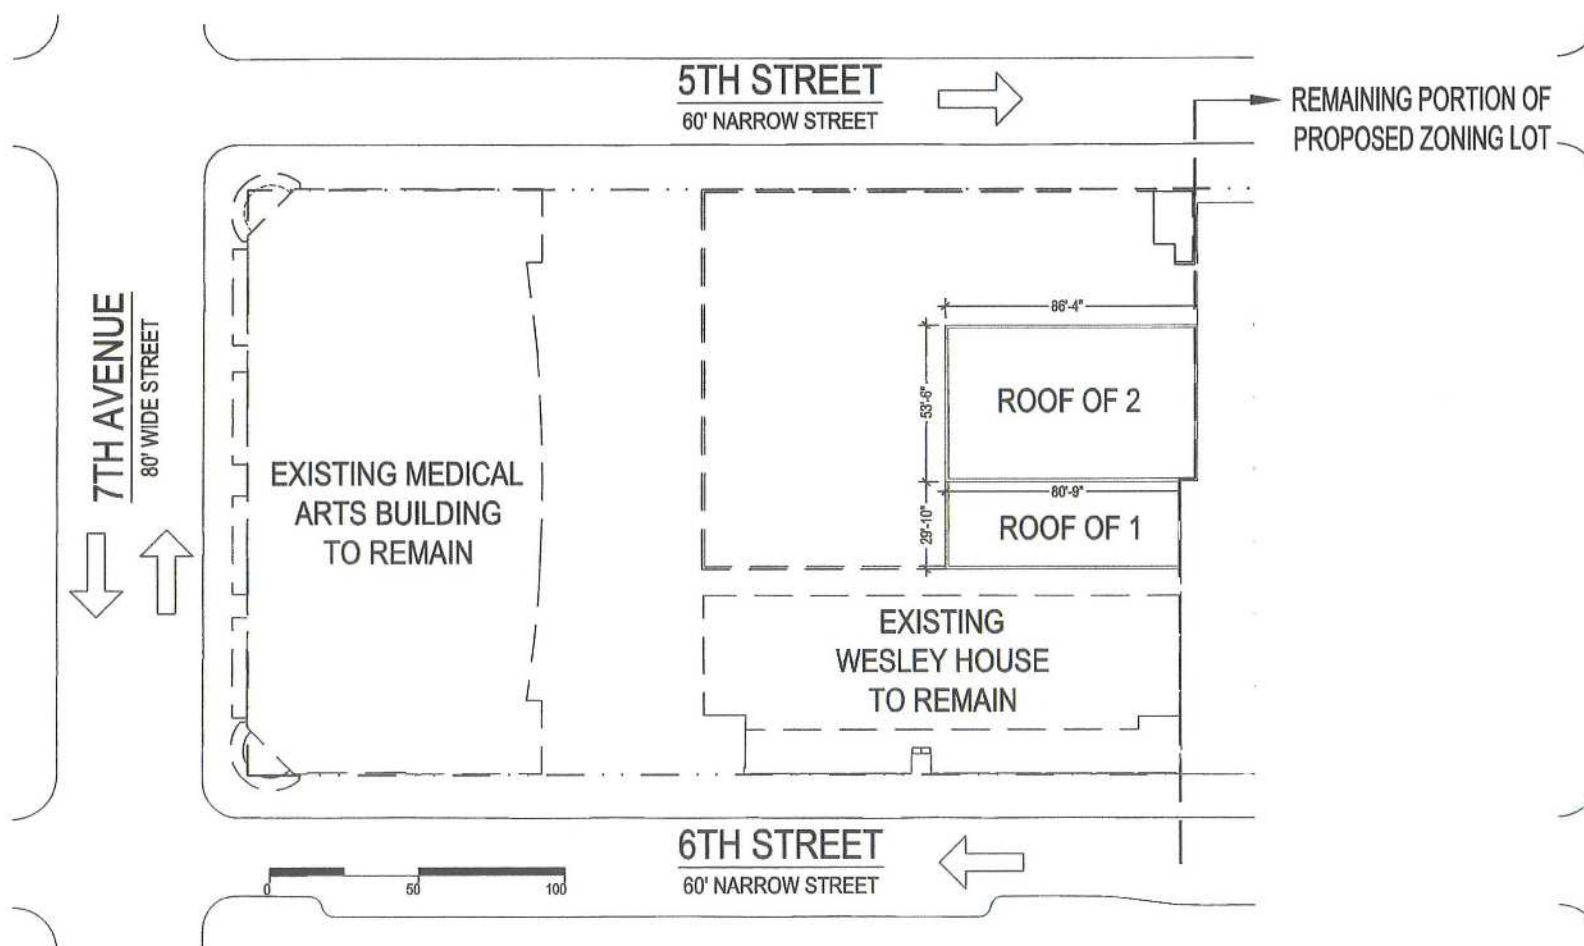 5TH STREET
60' NARROW STREET
REMAINING PORTION OF
PROPOSED ZONING LOT
7TH AVENUE
80' WIDE STREET
86'-4"
53'-6"
ROOF OF 2
EXISTING MEDICAL
ARTS BUILDING
TO REMAIN
80'-9"
29'-10"
ROOF OF 1
EXISTING
WESLEY HOUSE
TO REMAIN
6TH STREET
60' NARROW STREET
0 50 100